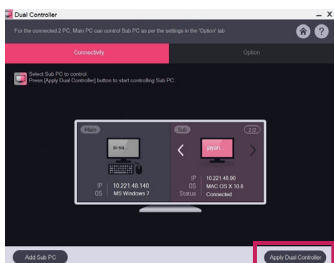 Dual Controller
For the connected 2 PC, Main PC can control Sub PC as per the settings in the 'Option' tab
Connectivity Option
Select Sub PC to control.
Press [Apply Dual Controller] button to start controlling Sub PC.
Main Sub 2/2
IP 10.221.48.140 IP 10.221.48.90
OS MS Windows 7 OS MAC OS X 10.8
Status Connected
Add Sub PC Apply Dual Controller